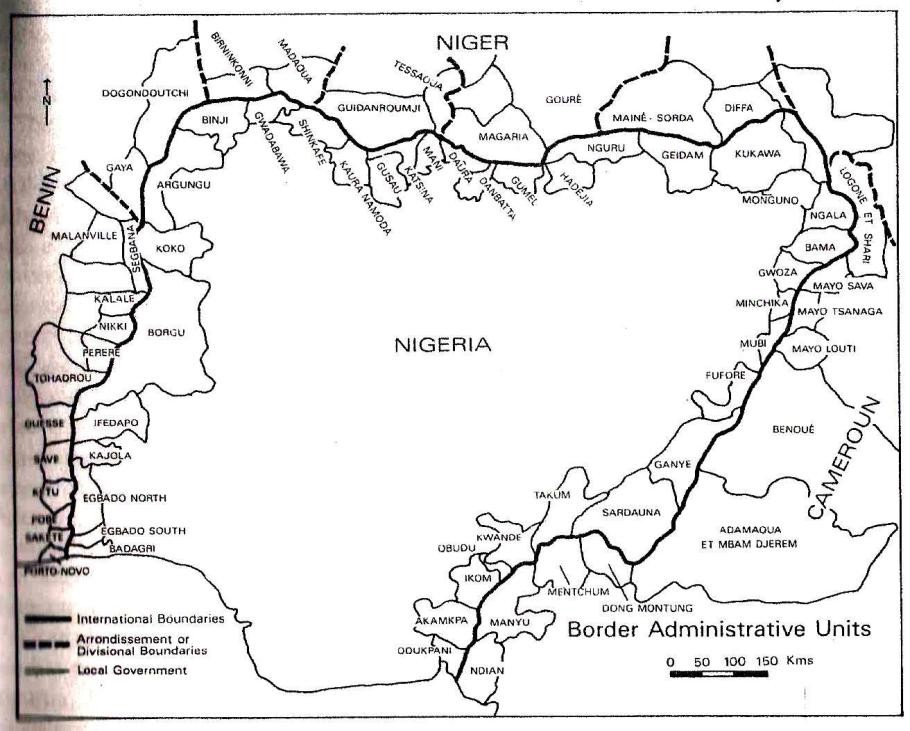 NIGER
BIRNINKONNI
MADAOUA
TESSAOUA
DOGONDOUTCHI
GUIDANROUMJI
GOURÈ
MAINÈ - SORDA
DIFFA
BINJI
GWADABAWA
SHINKAFE
KAURA NAMODA
GUSAU
KATSINA
MANI
DAURA
DANBATTA
MAGARIA
GUMEL
HADEJIA
NGURU
GEIDAM
KUKAWA
N
GAYA
ARGUNGU
MONGUNO
LOGONE ET SHARI
BENIN
NGALA
MALANVILLE
SEGBANA
KOKO
BAMA
GWOZA
MAYO SAVA
KALALE
MINCHIKA
MAYO TSANAGA
NIKKI
BORGU
NIGERIA
MUBI
MAYO LOUTI
PERERE
FUFORE
TOHADROU
OUESSE
IFEDAPO
BENOUÉ
CAMEROUN
SAVE
KAJOLA
GANYE
KETU
EGBADO NORTH
TAKUM
SARDAUNA
POBE
EGBADO SOUTH
ADAMAOUA
ET MBAM DJEREM
SAKETE
BADAGRI
KWANDE
OBUDU
PORTO-NOVO
IKOM
MENTCHUM
DONG MONTUNG
International Boundaries
AKAMKPA
MANYU
Border Administrative Units
Arrondissement or
Divisional Boundaries
ODUKPANI
0 50 100 150 Kms
Local Government
NDIAN